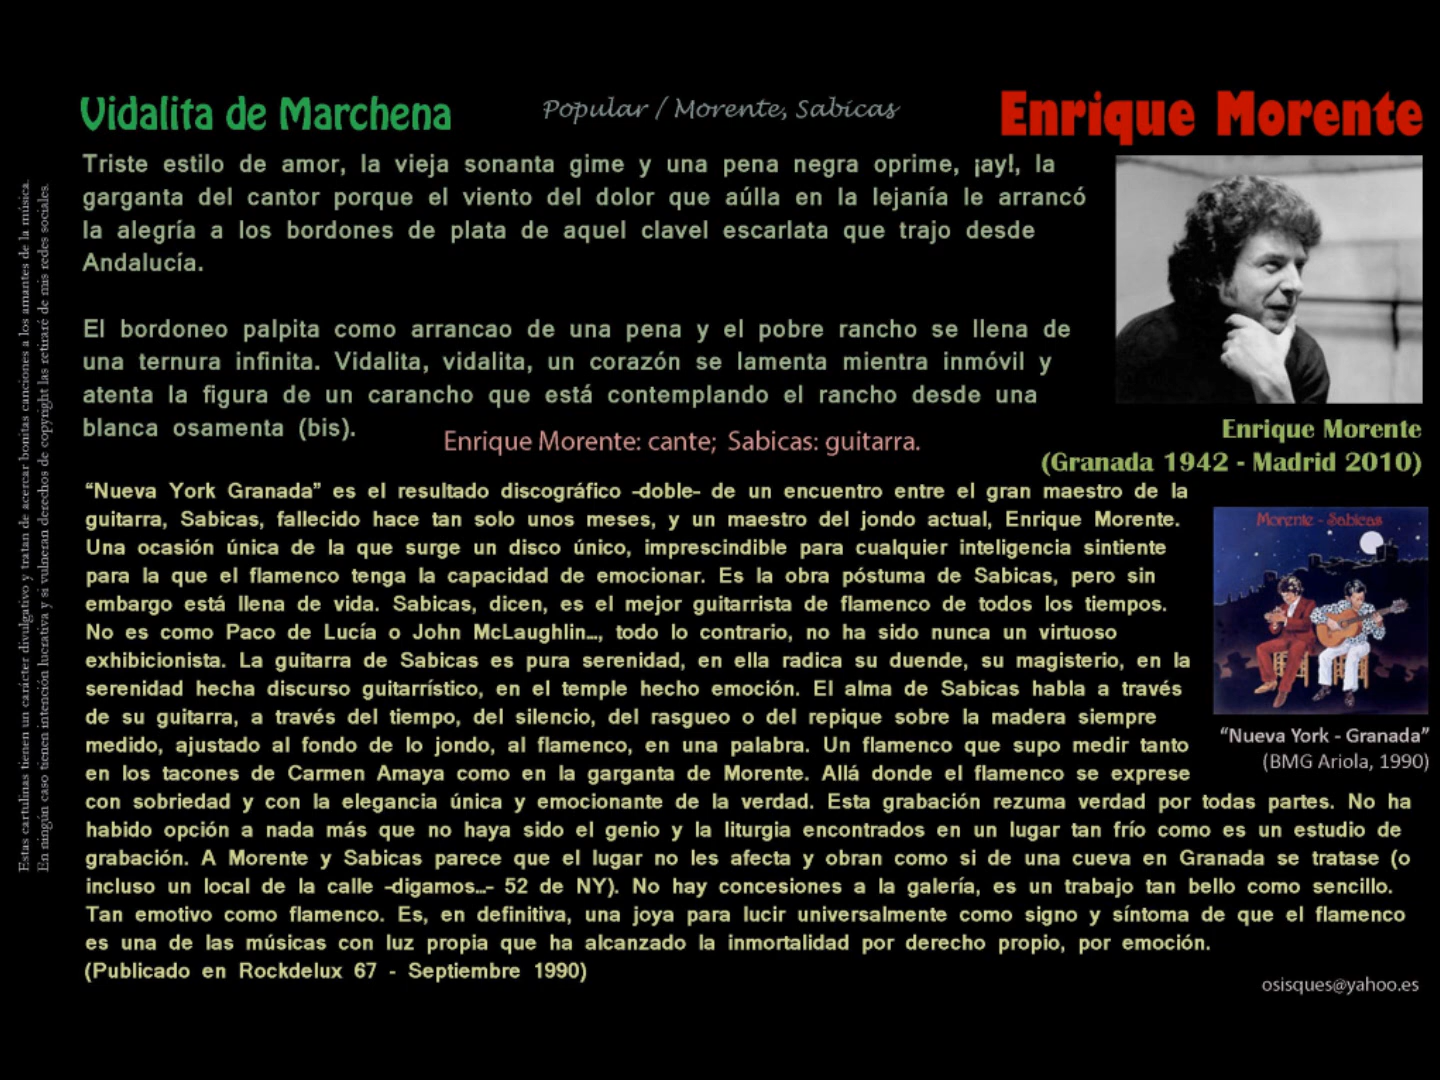 Vidalita de Marchena
Popular / Morente, Sabicas
Enrique Morente
Triste estilo de amor, la vieja sonanta gime y una pena negra oprime, ¡ay!, la
garganta del cantor porque el viento del dolor que aúlla en la lejanía le arrancó
la alegría a los bordones de plata de aquel clavel escarlata que trajo desde
Andalucía.
El bordoneo palpita como arrancao de una pena y el pobre rancho se llena de
una ternura infinita. Vidalita, vidalita, un corazón se lamenta mientra inmóvil y
atenta la figura de un carancho que está contemplando el rancho desde una
blanca osamenta (bis).
Enrique Morente: cante; Sabicas: guitarra.
Enrique Morente
(Granada 1942 - Madrid 2010)
“Nueva York Granada” es el resultado discográfico –doble– de un encuentro entre el gran maestro de la
guitarra, Sabicas, fallecido hace tan solo unos meses, y un maestro del jondo actual, Enrique Morente.
Una ocasión única de la que surge un disco único, imprescindible para cualquier inteligencia sintiente
para la que el flamenco tenga la capacidad de emocionar. Es la obra póstuma de Sabicas, pero sin
embargo está llena de vida. Sabicas, dicen, es el mejor guitarrista de flamenco de todos los tiempos.
No es como Paco de Lucía o John McLaughlin…, todo lo contrario, no ha sido nunca un virtuoso
exhibicionista. La guitarra de Sabicas es pura serenidad, en ella radica su duende, su magisterio, en la
serenidad hecha discurso guitarrístico, en el temple hecho emoción. El alma de Sabicas habla a través
de su guitarra, a través del tiempo, del silencio, del rasgueo o del repique sobre la madera siempre
medido, ajustado al fondo de lo jondo, al flamenco, en una palabra. Un flamenco que supo medir tanto
en los tacones de Carmen Amaya como en la garganta de Morente. Allá donde el flamenco se exprese
con sobriedad y con la elegancia única y emocionante de la verdad. Esta grabación rezuma verdad por todas partes. No ha
habido opción a nada más que no haya sido el genio y la liturgia encontrados en un lugar tan frío como es un estudio de
grabación. A Morente y Sabicas parece que el lugar no les afecta y obran como si de una cueva en Granada se tratase (o
incluso un local de la calle –digamos…– 52 de NY). No hay concesiones a la galería, es un trabajo tan bello como sencillo.
Tan emotivo como flamenco. Es, en definitiva, una joya para lucir universalmente como signo y síntoma de que el flamenco
es una de las músicas con luz propia que ha alcanzado la inmortalidad por derecho propio, por emoción.
(Publicado en Rockdelux 67 - Septiembre 1990)
Morente - Sabicas
“Nueva York - Granada”
(BMG Ariola, 1990)
osisques@yahoo.es
Estas cartulinas tienen un carácter divulgativo y tratan de acercar bonitas canciones a los amantes de la música.
En ningún caso tienen intención lucrativa y si vulneran derechos de copyright las retiraré de mis redes sociales.